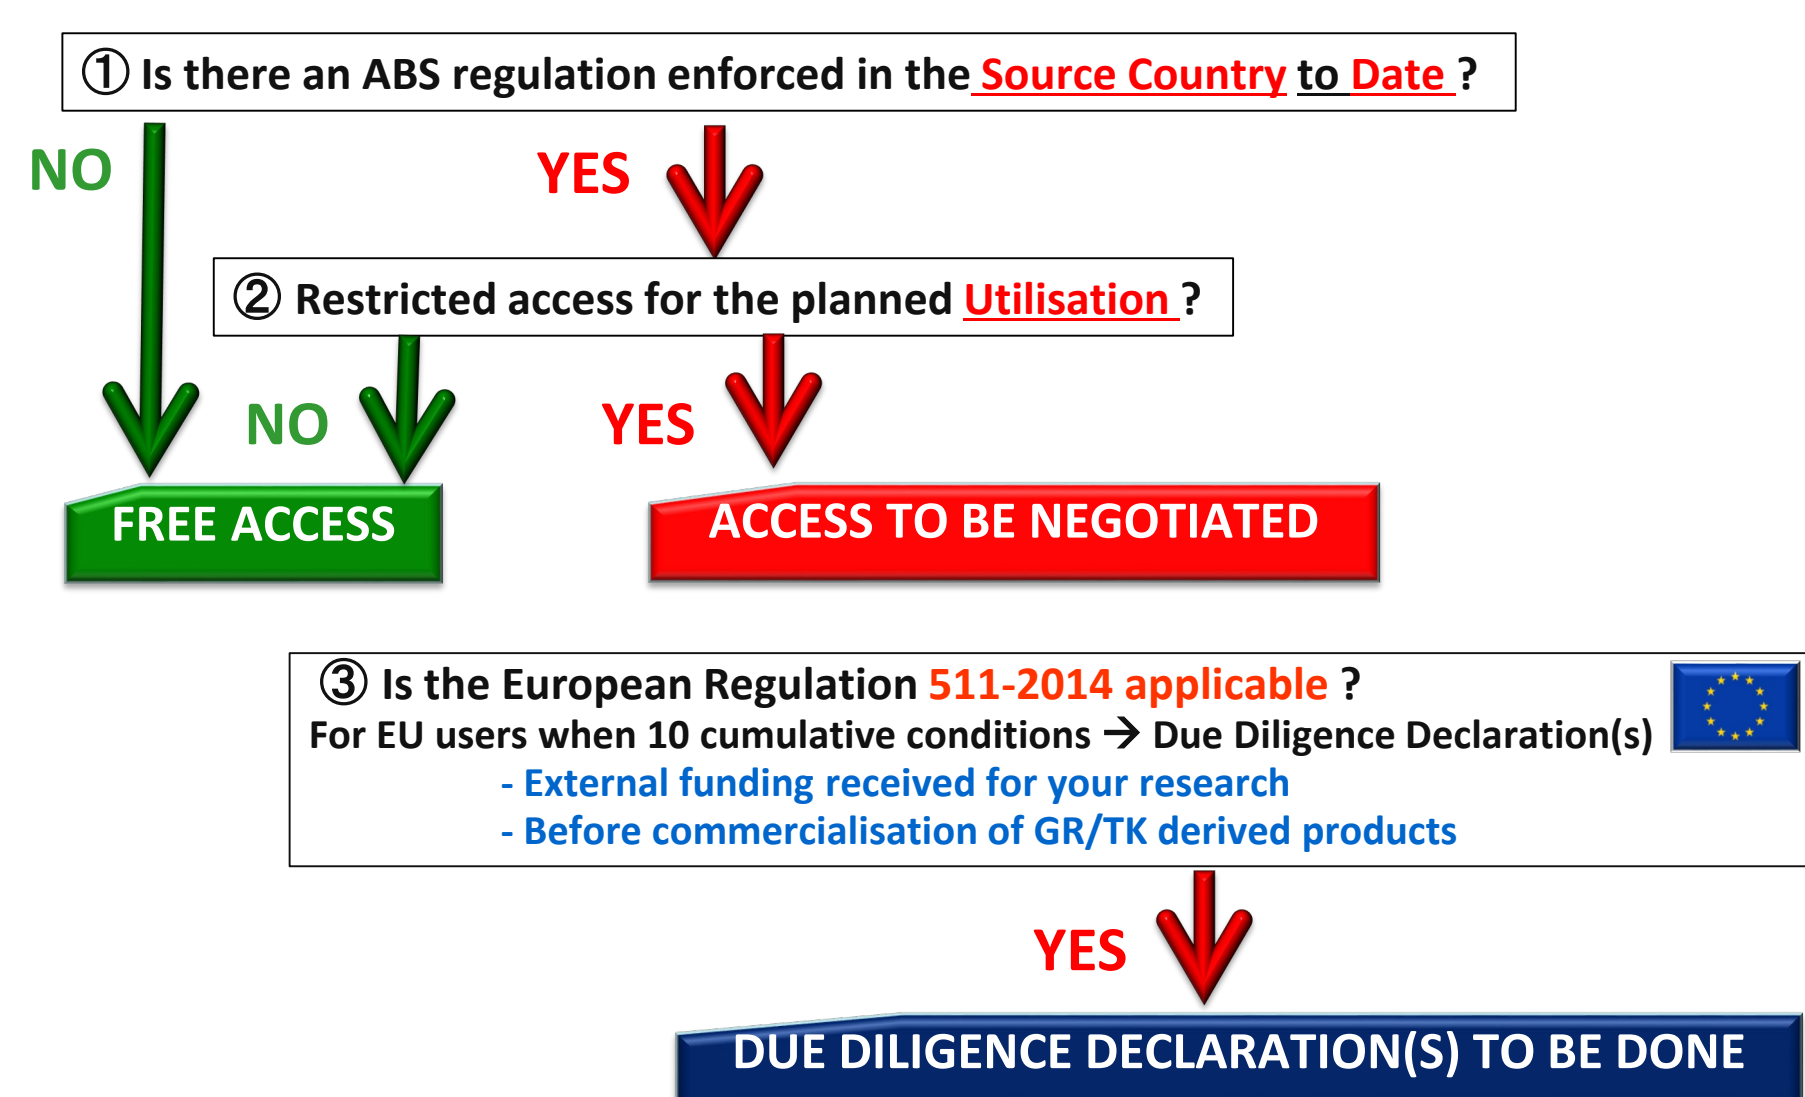 ① Is there an ABS regulation enforced in the Source Country to Date ?
NO
YES
② Restricted access for the planned Utilisation ?
NO
YES
FREE ACCESS
ACCESS TO BE NEGOTIATED
③ Is the European Regulation 511-2014 applicable ?
For EU users when 10 cumulative conditions → Due Diligence Declaration(s)
- External funding received for your research
- Before commercialisation of GR/TK derived products
YES
DUE DILIGENCE DECLARATION(S) TO BE DONE